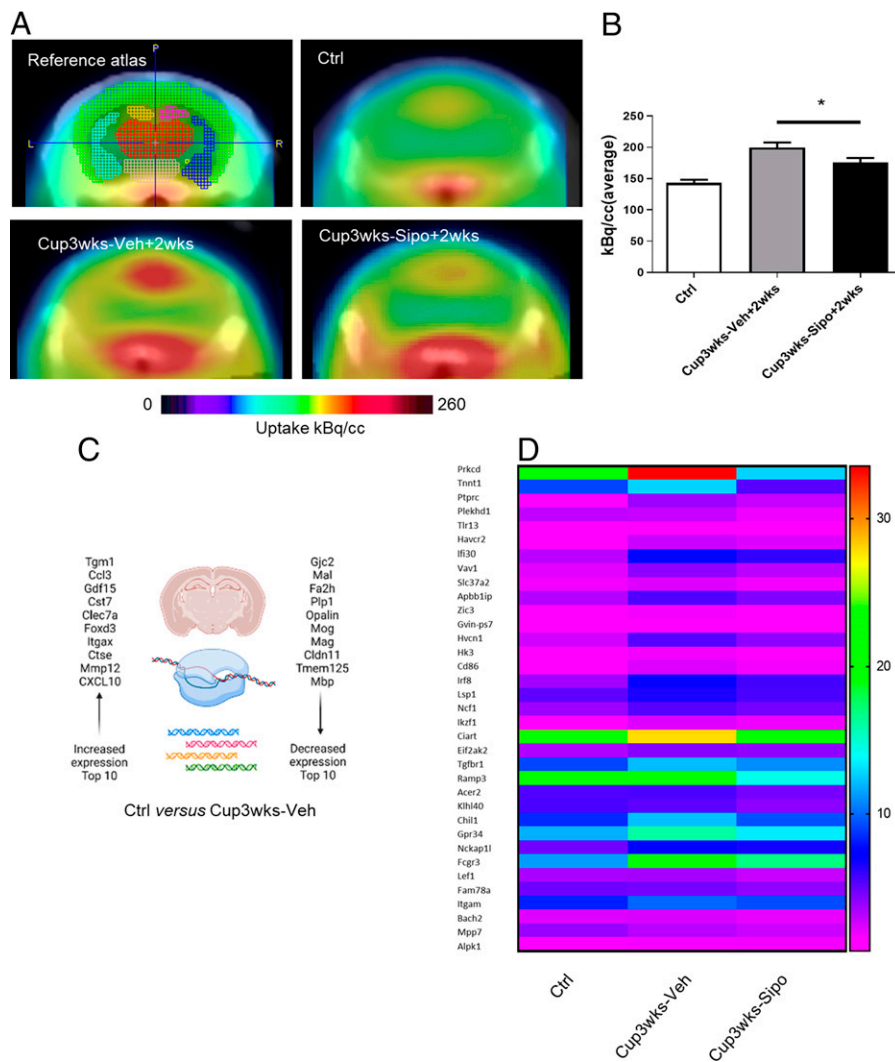 A
Reference atlas
P
L
R
Ctrl
Cup3wks-Veh+2wks
Cup3wks-Sipo+2wks
0
260
Uptake kBq/cc
B
kBq/cc(average)
250
200
150
100
50
0
*
Ctrl
Cup3wks-Veh+2wks
Cup3wks-Sipo+2wks
C
Tgm1
Ccl3
Gdf15
Cst7
Clec7a
Foxd3
Itgax
Ctse
Mmp12
CXCL10
Increased
expression
Top 10
Gjc2
Mal
Fa2h
Plp1
Opalin
Mog
Mag
Cldn11
Tmem125
Mbp
Decreased
expression
Top 10
Ctrl versus Cup3wks-Veh
D
Prkcd
Tnnt1
Ptprc
Plekhd1
Tlr13
Havcr2
Ifi30
Vav1
Slc37a2
Apbb1ip
Zic3
Gvin-ps7
Hvcn1
Hk3
Cd86
Irf8
Lsp1
Ncf1
Ikzf1
Ciart
Eif2ak2
Tgfbr1
Ramp3
Acer2
Klhl40
Chil1
Gpr34
Nckap1l
Fcgr3
Lef1
Fam78a
Itgam
Bach2
Mpp7
Alpk1
30
20
10
Ctrl
Cup3wks-Veh
Cup3wks-Sipo